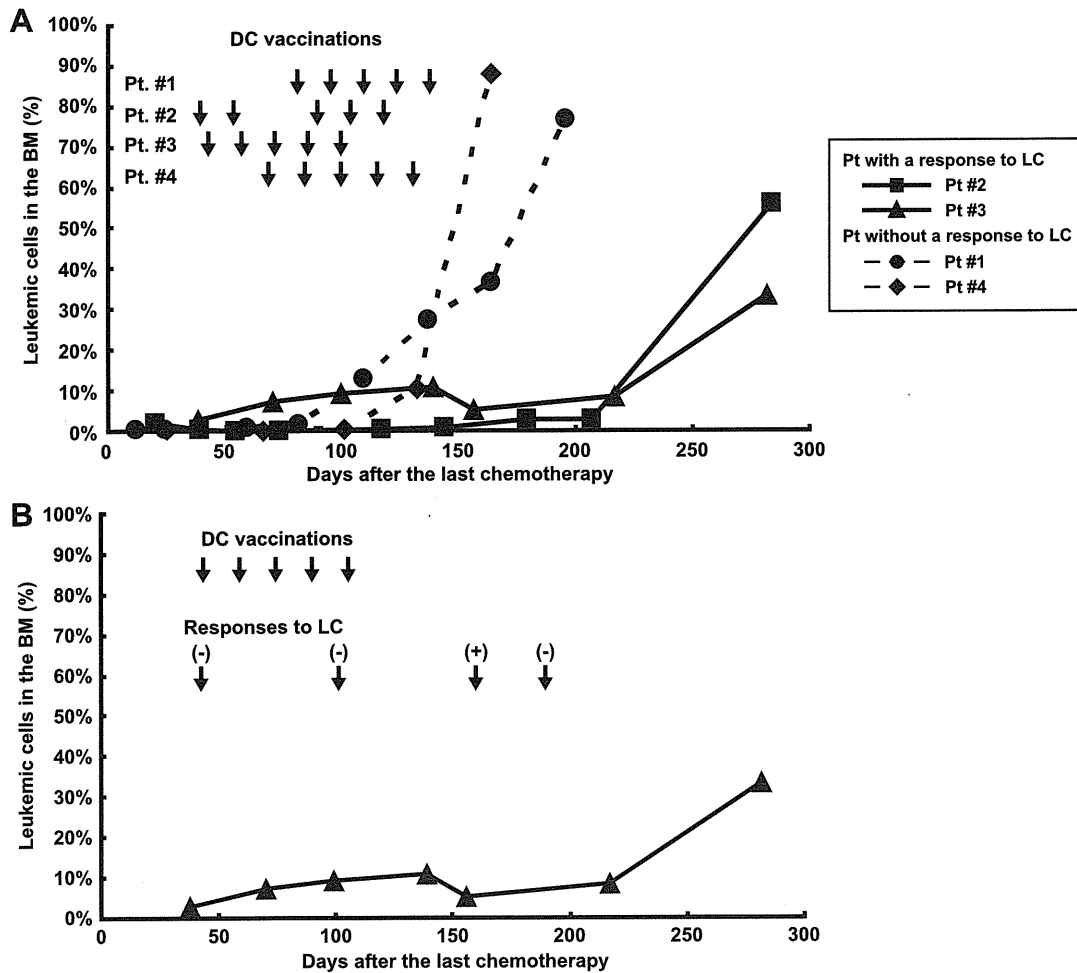 A
100%
90%
80%
70%
60%
50%
40%
30%
20%
10%
0%
Leukemic cells in the BM (%)
DC vaccinations
Pt. #1
Pt. #2
Pt. #3
Pt. #4
0 50 100 150 200 250 300
Days after the last chemotherapy
Pt with a response to LC
Pt #2
Pt #3
Pt without a response to LC
Pt #1
Pt #4
B
100%
90%
80%
70%
60%
50%
40%
30%
20%
10%
0%
Leukemic cells in the BM (%)
DC vaccinations
Responses to LC
(-) (-) (+) (-)
0 50 100 150 200 250 300
Days after the last chemotherapy